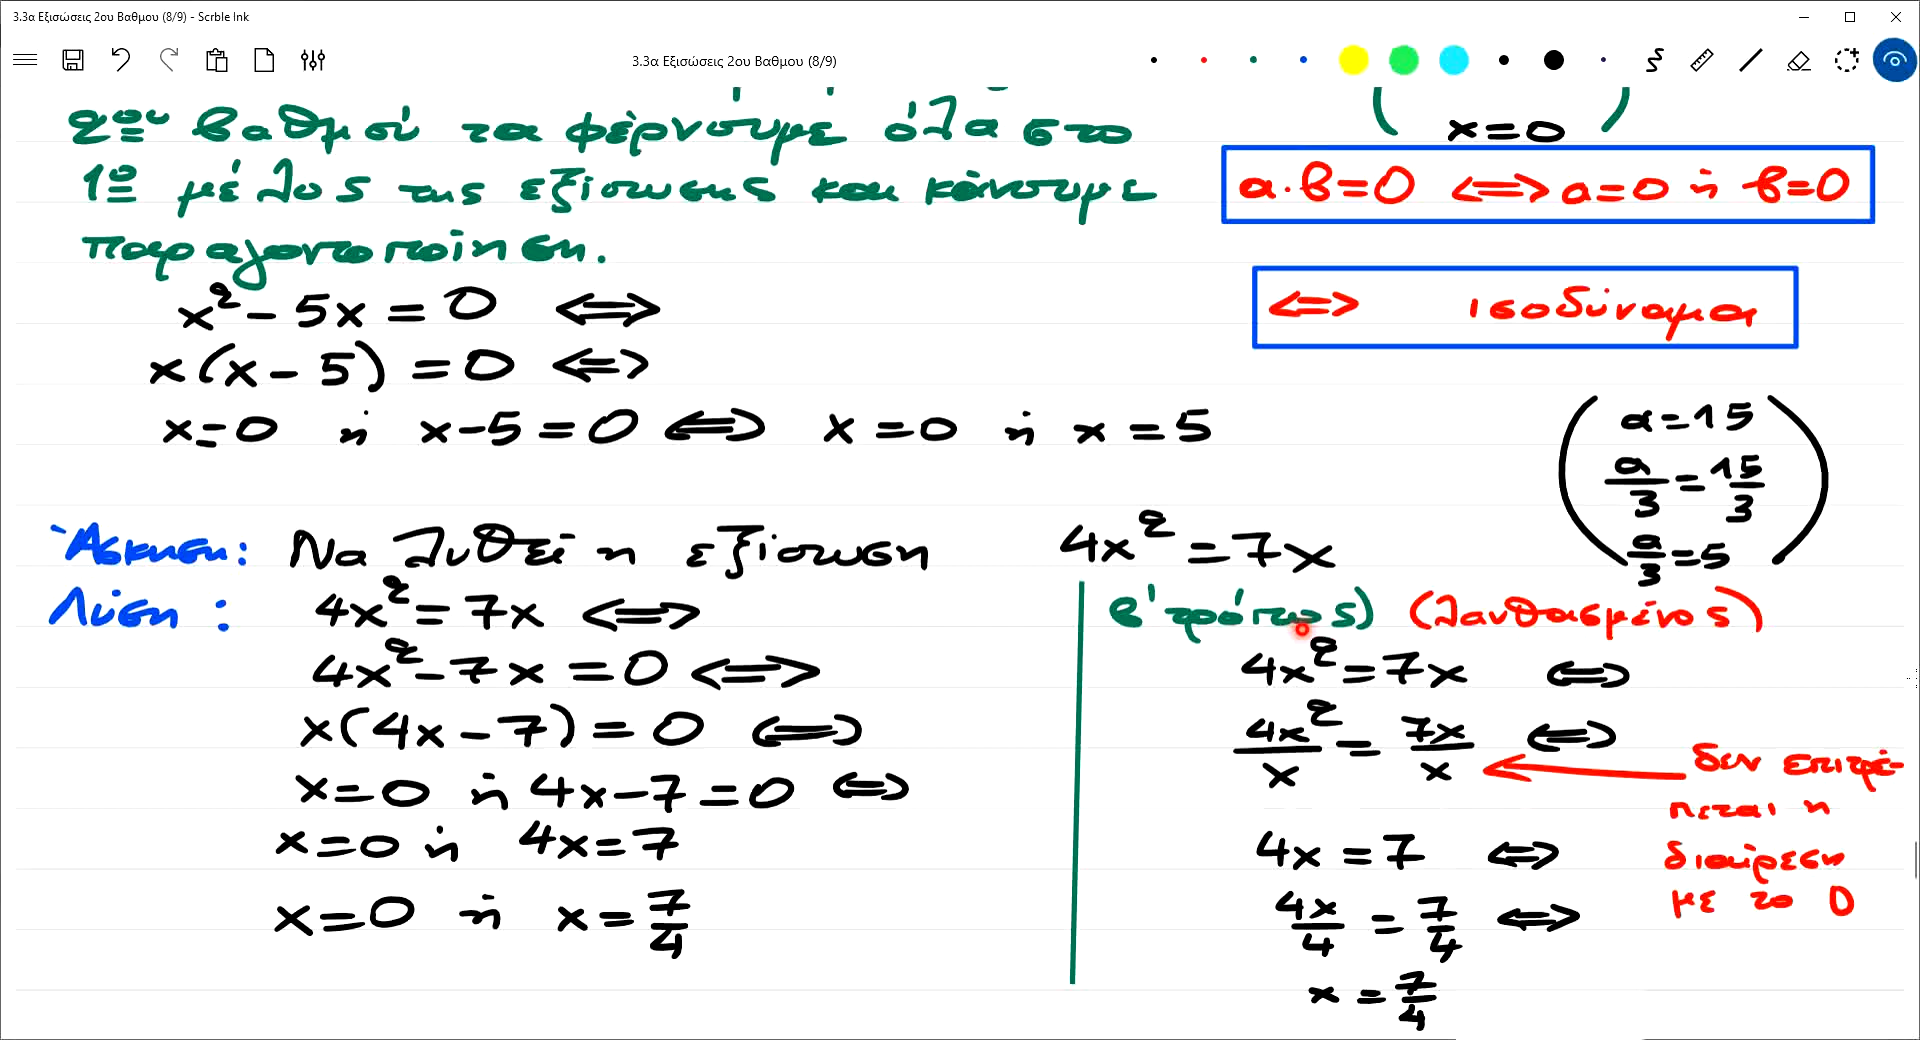 3.3α Εξισώσεις 2ου Βαθμου (8/9) - Scrble Ink
3.3α Εξισώσεις 2ου Βαθμου (8/9)
2ου βαθμού τα φέρνουμε όλα στο
1ο μέλος της εξίσωσης και κάνουμε
παραγοντοποίηση.
x² - 5x = 0 ⟺
x(x - 5) = 0 ⟺
x = 0 ή x - 5 = 0 ⟺ x = 0 ή x = 5
( x = 0 )
α·β = 0 ⟺ α = 0 ή β = 0
⟺ ισοδύναμα
α = 15
α/3 = 15/3
α/3 = 5
Άσκηση: Να λυθεί η εξίσωση 4x² = 7x
Λύση: 4x² = 7x ⟺
4x² - 7x = 0 ⟺
x(4x - 7) = 0 ⟺
x = 0 ή 4x - 7 = 0 ⟺
x = 0 ή 4x = 7
x = 0 ή x = 7/4
β' τρόπος) (λανθασμένος)
4x² = 7x ⟺
4x²/x = 7x/x ⟺
δεν επιτρέ-
πεται η
διαίρεση
με το 0
4x = 7 ⟺
4x/4 = 7/4 ⟺
x = 7/4